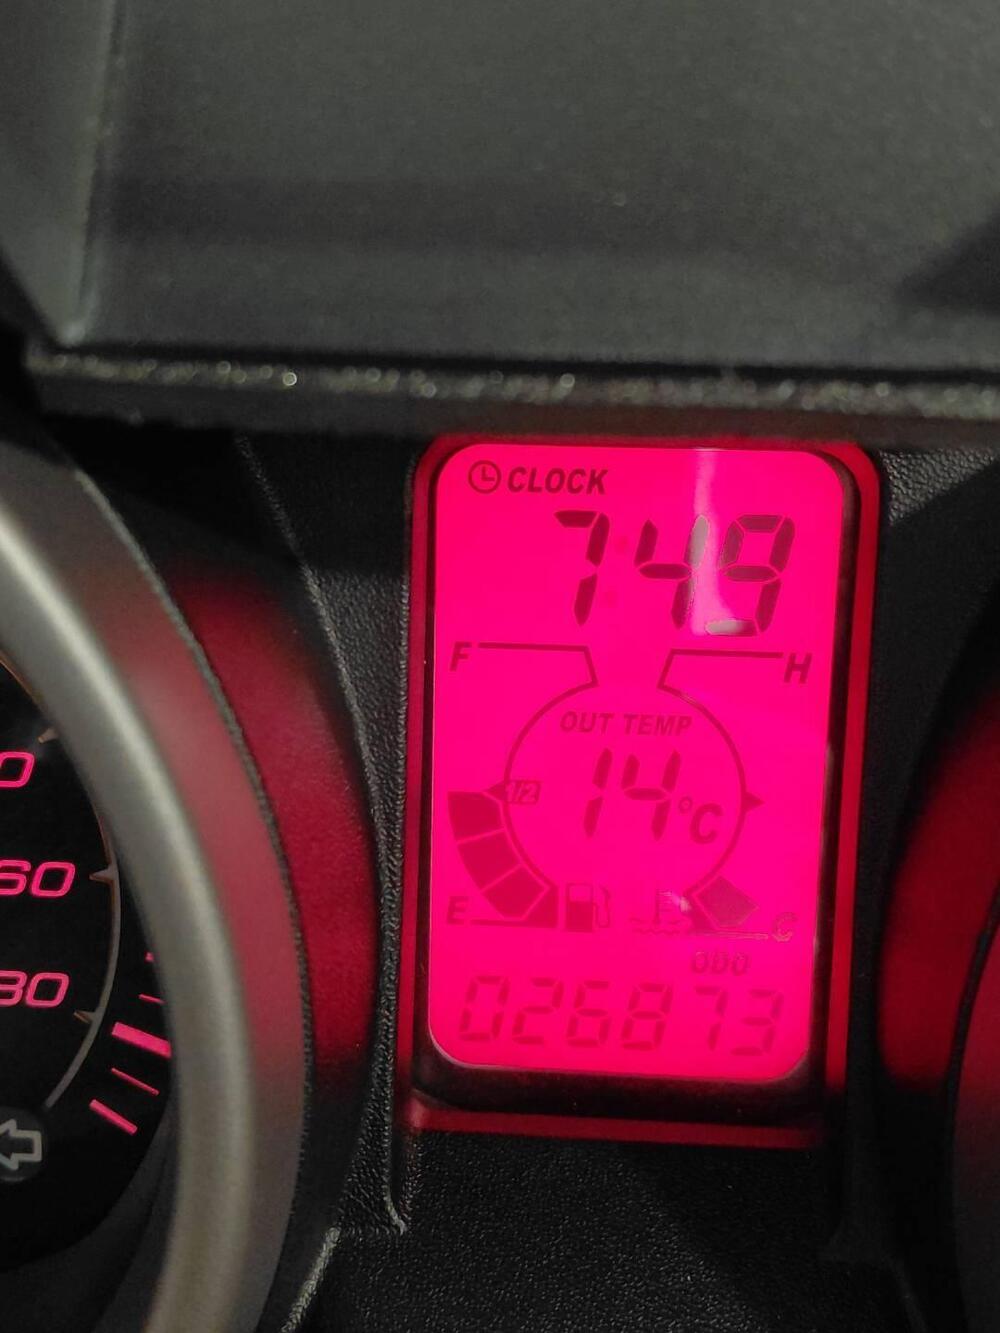 CLOCK
7:49
F H
OUT TEMP
14°C
1/2
E C
ODO
026873
60
80